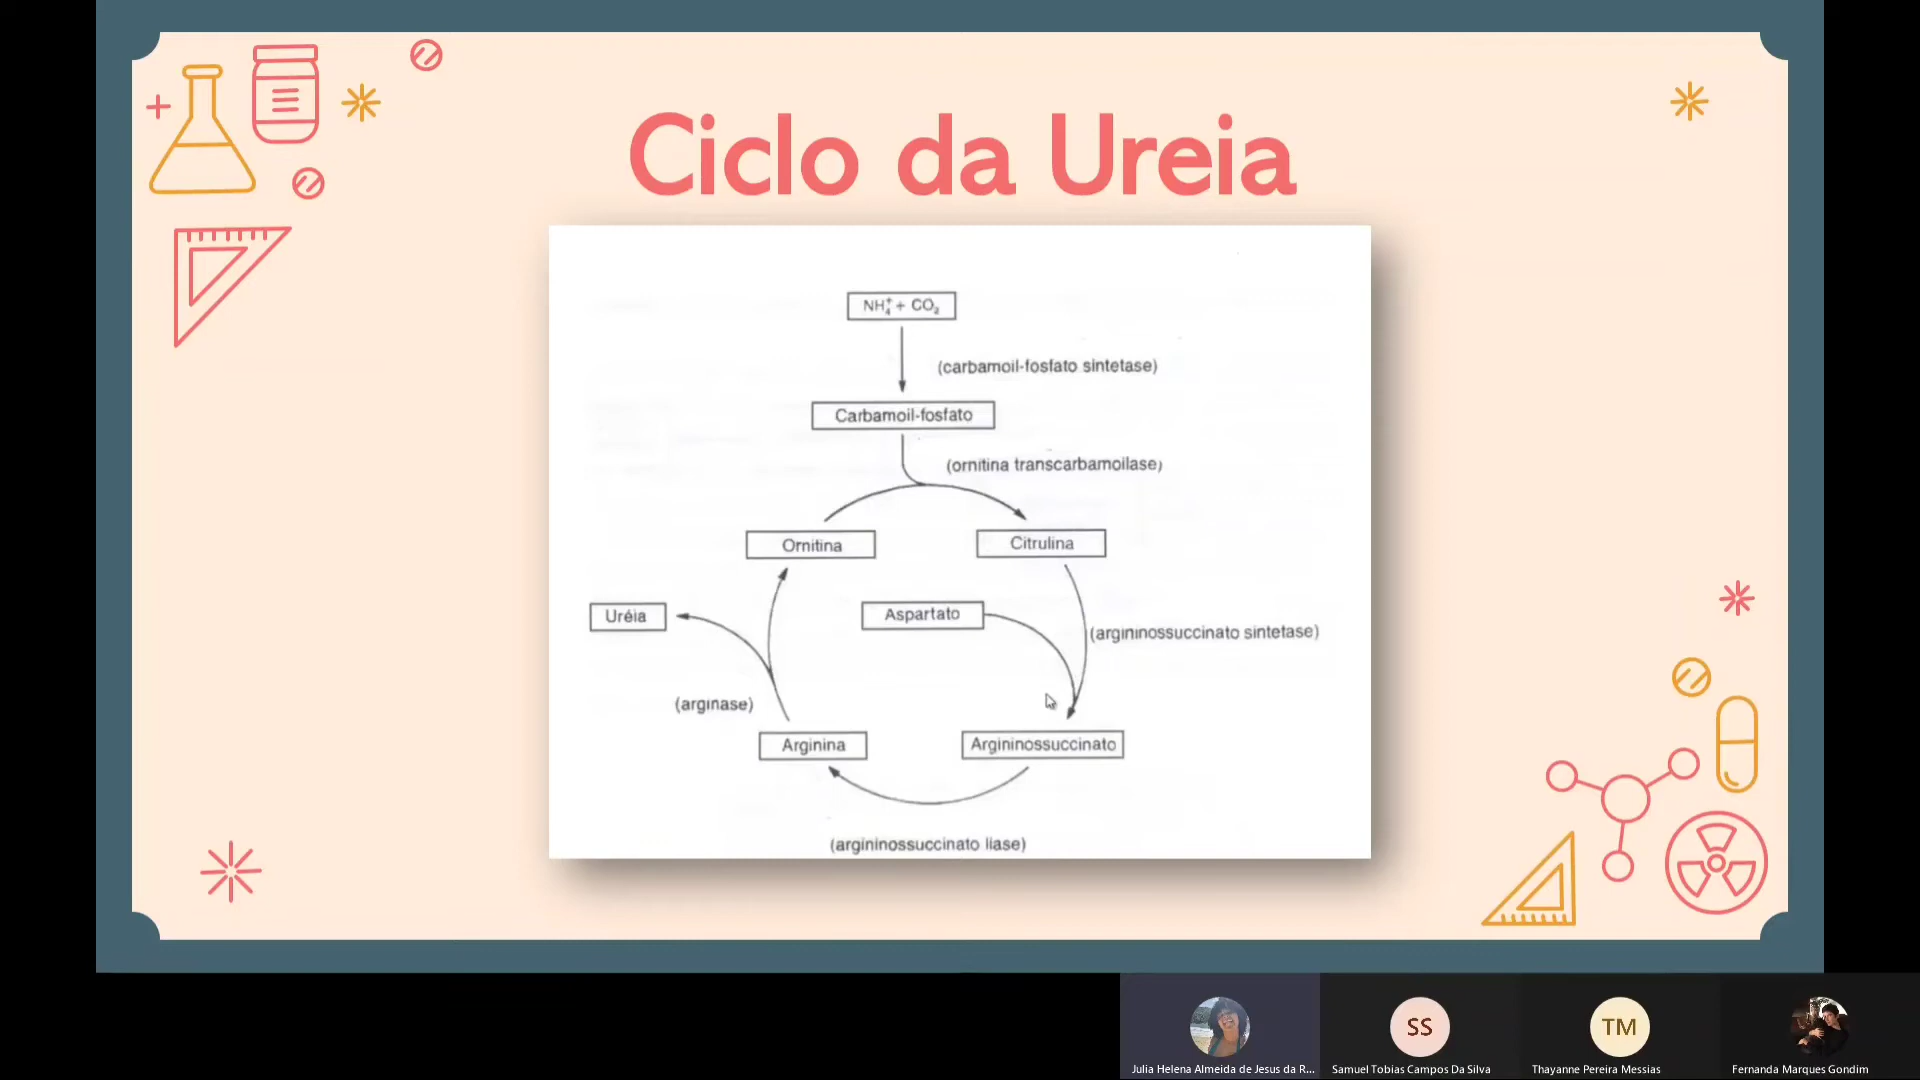 Ciclo da Ureia
NH₄⁺ + CO₂
(carbamoil-fosfato sintetase)
Carbamoil-fosfato
(ornitina transcarbamoilase)
Ornitina
Citrulina
Uréia
Aspartato
(argininossuccinato sintetase)
(arginase)
Arginina
Argininossuccinato
(argininossuccinato liase)
SS
TM
Julia Helena Almeida de Jesus da R...
Samuel Tobias Campos Da Silva
Thayanne Pereira Messias
Fernanda Marques Gondim